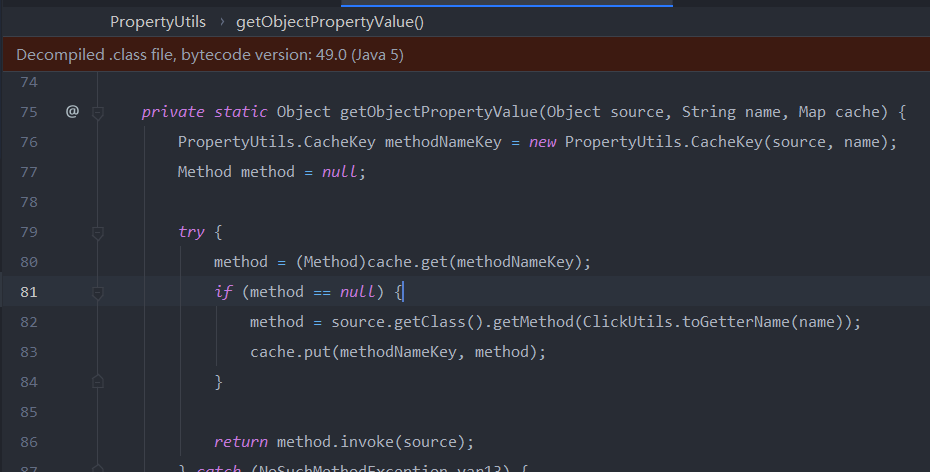 PropertyUtils › getObjectPropertyValue()
Decompiled .class file, bytecode version: 49.0 (Java 5)
74
75 @ private static Object getObjectPropertyValue(Object source, String name, Map cache) {
76 PropertyUtils.CacheKey methodNameKey = new PropertyUtils.CacheKey(source, name);
77 Method method = null;
78
79 try {
80 method = (Method)cache.get(methodNameKey);
81 if (method == null) {
82 method = source.getClass().getMethod(ClickUtils.toGetterName(name));
83 cache.put(methodNameKey, method);
84 }
85
86 return method.invoke(source);
87 } catch (NoSuchMethodException var13) {